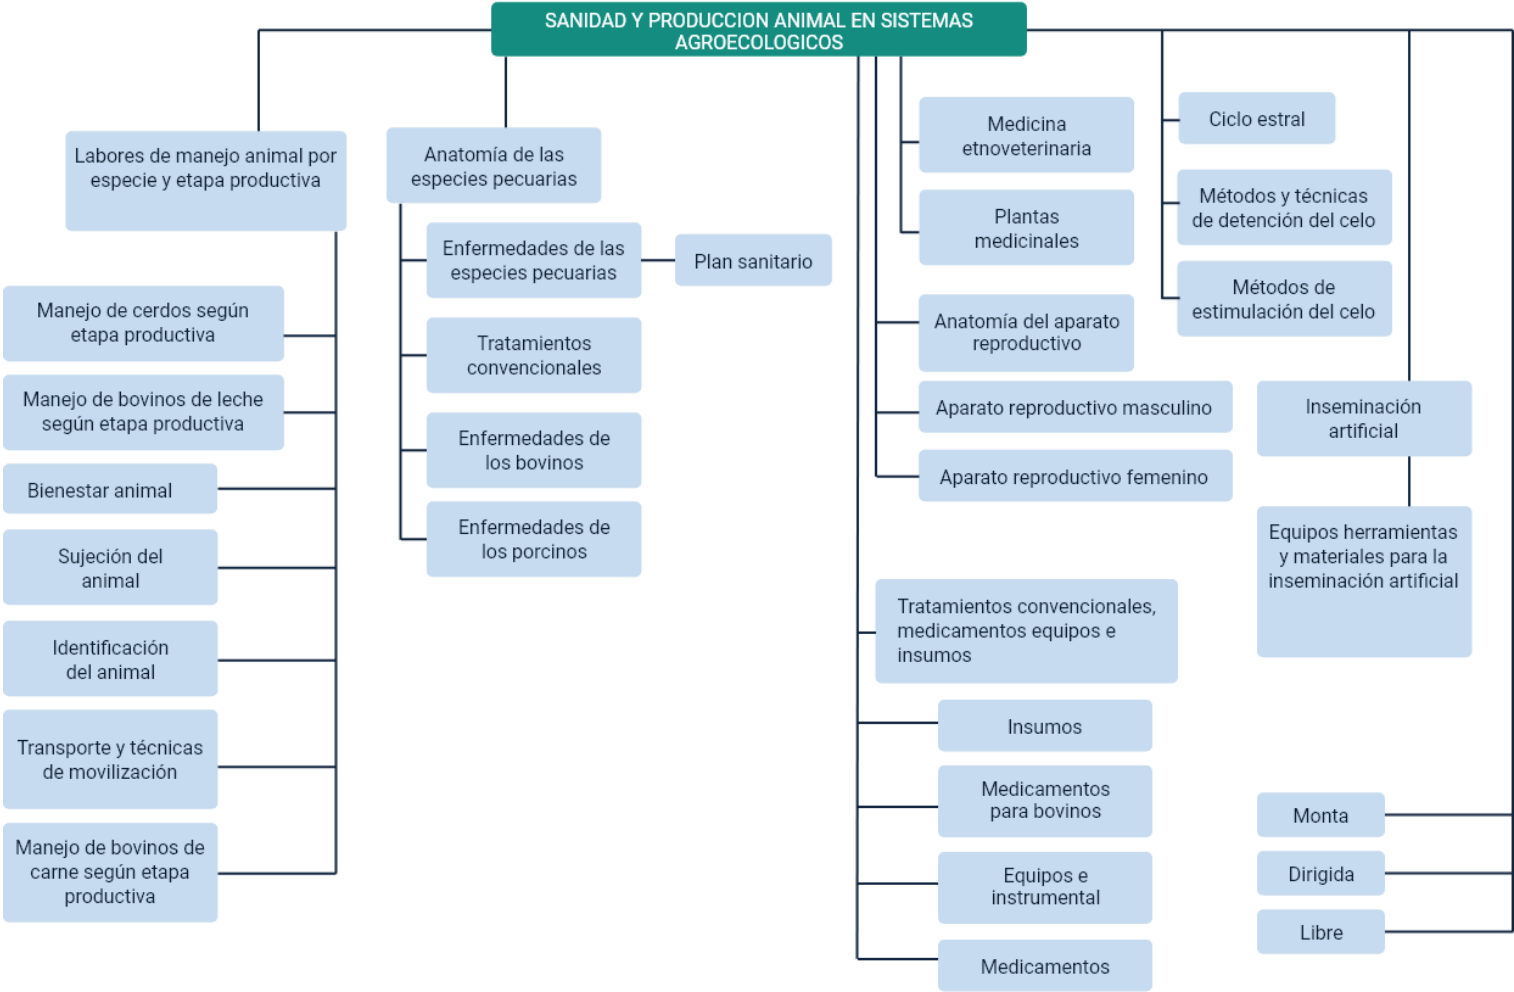 SANIDAD Y PRODUCCION ANIMAL EN SISTEMAS
AGROECOLOGICOS
Labores de manejo animal por
especie y etapa productiva
Manejo de cerdos según
etapa productiva
Manejo de bovinos de leche
según etapa productiva
Bienestar animal
Sujeción del
animal
Identificación
del animal
Transporte y técnicas
de movilización
Manejo de bovinos de
carne según etapa
productiva
Anatomía de las
especies pecuarias
Enfermedades de las
especies pecuarias
Plan sanitario
Tratamientos
convencionales
Enfermedades de
los bovinos
Enfermedades de
los porcinos
Medicina
etnoveterinaria
Plantas
medicinales
Anatomía del aparato
reproductivo
Aparato reproductivo masculino
Aparato reproductivo femenino
Tratamientos convencionales,
medicamentos equipos e
insumos
Insumos
Medicamentos
para bovinos
Equipos e
instrumental
Medicamentos
Ciclo estral
Métodos y técnicas
de detención del celo
Métodos de
estimulación del celo
Inseminación
artificial
Equipos herramientas
y materiales para la
inseminación artificial
Monta
Dirigida
Libre